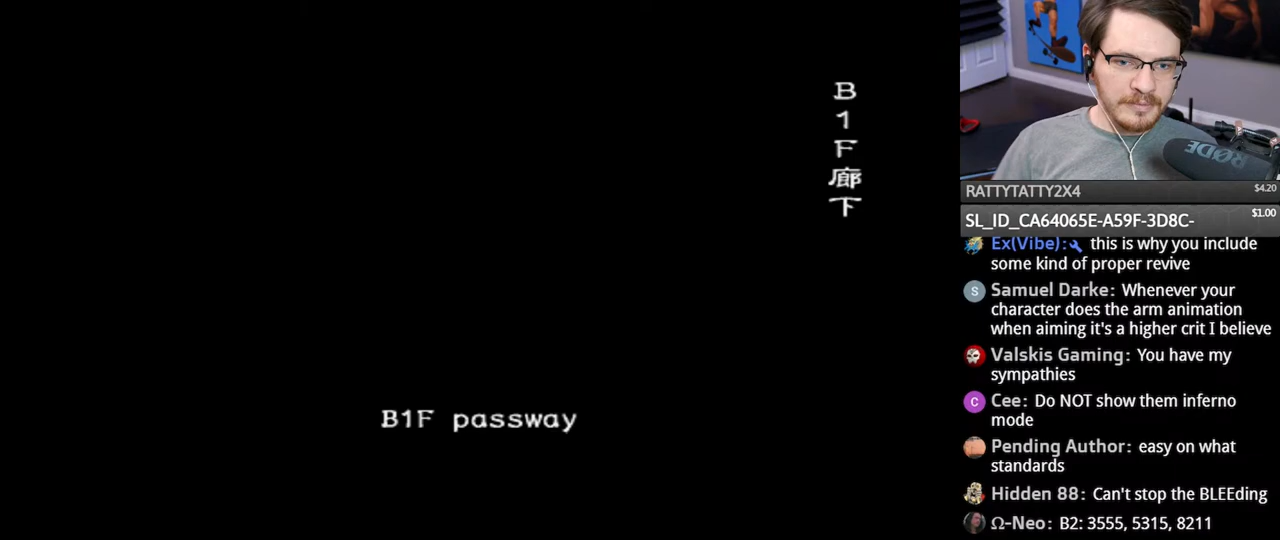 B1F廊下
B1F passway
RØDE
RATTYTATTY2X4 $4.20
SL_ID_CA64065E-A59F-3D8C- $1.00
Ex(Vibe): this is why you include
some kind of proper revive
S Samuel Darke: Whenever your
character does the arm animation
when aiming it's a higher crit I believe
Valskis Gaming: You have my
sympathies
C Cee: Do NOT show them inferno
mode
Pending Author: easy on what
standards
Hidden 88: Can't stop the BLEEding
Ω-Neo: B2: 3555, 5315, 8211